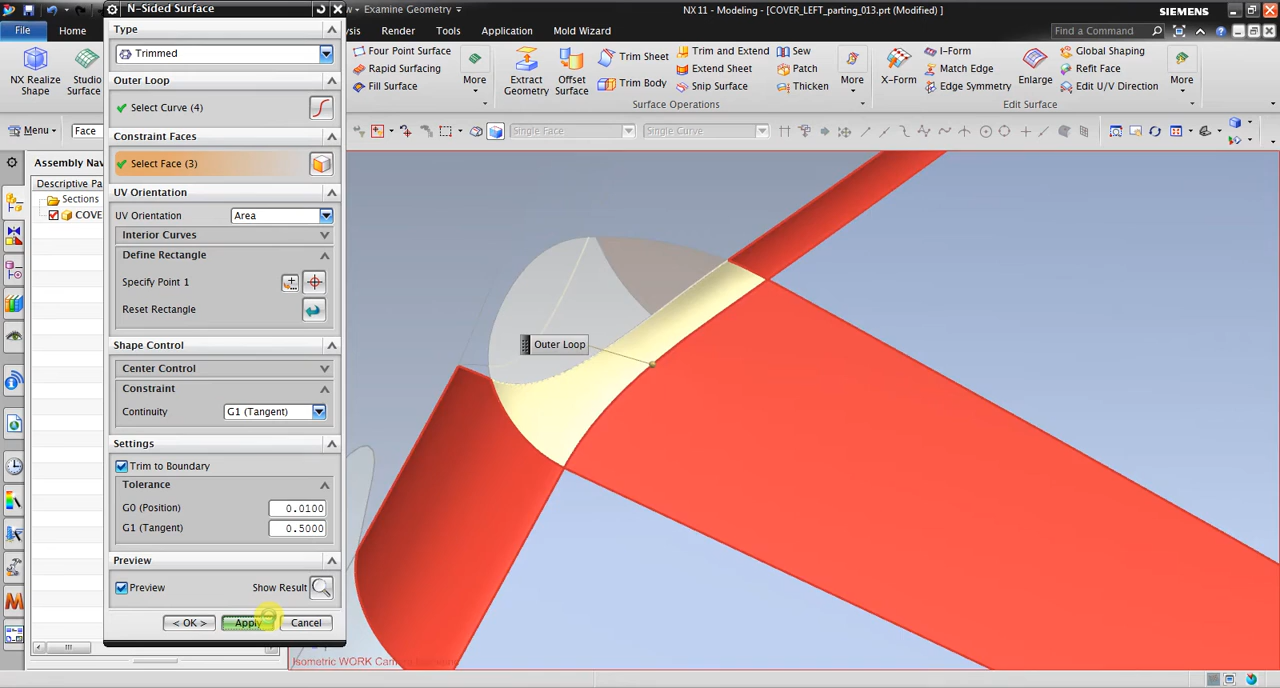 N-Sided Surface
Examine Geometry
NX 11 - Modeling - [COVER_LEFT_parting_013.prt (Modified) ]
SIEMENS
File
Home
Render
Tools
Application
Mold Wizard
Find a Command
NX Realize Shape
Studio Surface
Four Point Surface
Rapid Surfacing
Fill Surface
More
Extract Geometry
Offset Surface
Trim Sheet
Trim Body
Trim and Extend
Extend Sheet
Snip Surface
Sew
Patch
Thicken
More
Surface Operations
X-Form
I-Form
Match Edge
Edge Symmetry
Enlarge
Global Shaping
Refit Face
Edit U/V Direction
More
Edit Surface
Menu
Face
Single Face
Single Curve
Assembly Nav
Descriptive Pa
Sections
COVE
Type
Trimmed
Outer Loop
Select Curve (4)
Constraint Faces
Select Face (3)
UV Orientation
UV Orientation
Area
Interior Curves
Define Rectangle
Specify Point 1
Reset Rectangle
Shape Control
Center Control
Constraint
Continuity
G1 (Tangent)
Settings
Trim to Boundary
Tolerance
G0 (Position)
0.0100
G1 (Tangent)
0.5000
Preview
Preview
Show Result
< OK >
Apply
Cancel
Outer Loop
Isometric WORK